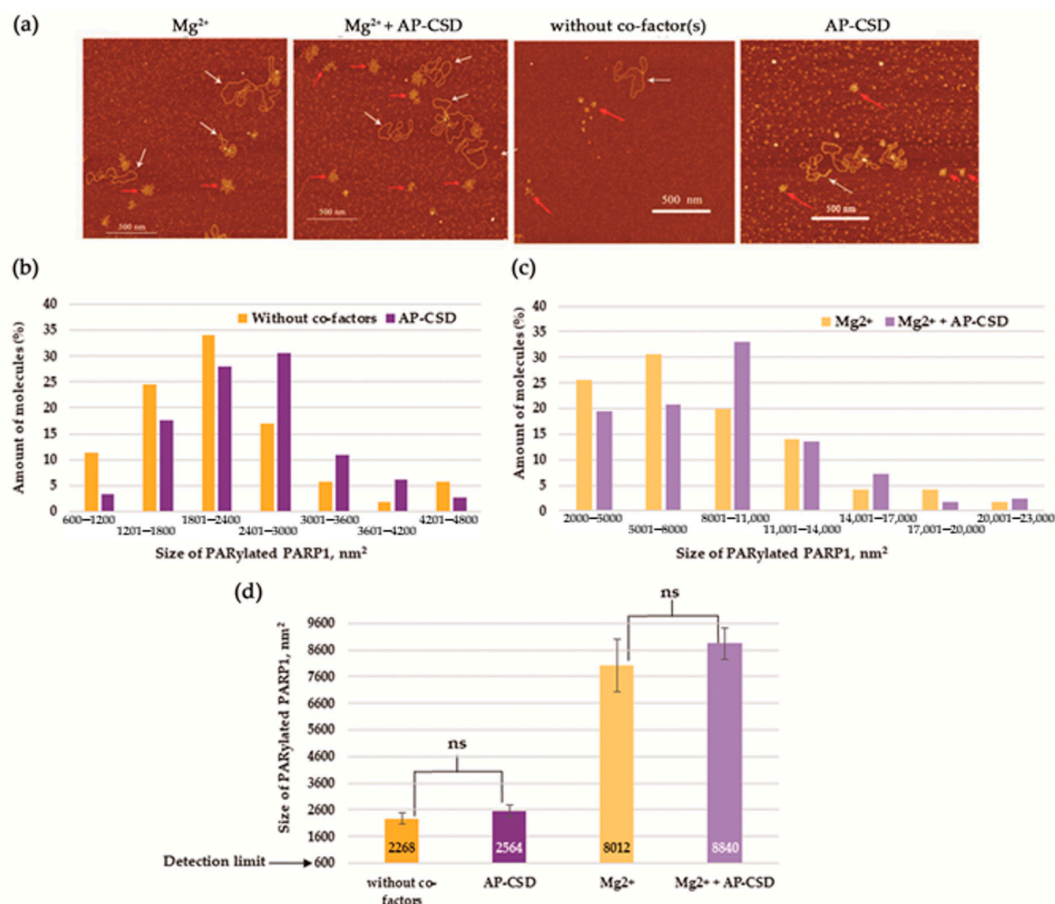 (a)
Mg²⁺
Mg²⁺ + AP-CSD
without co-factor(s)
AP-CSD
500 nm
500 nm
500 nm
500 nm
(b)
Amount of molecules (%)
40
35
30
25
20
15
10
5
0
Without co-factors
AP-CSD
600–1200
1201–1800
1801–2400
2401–3000
3001–3600
3601–4200
4201–4800
Size of PARylated PARP1, nm²
(c)
Amount of molecules (%)
40
35
30
25
20
15
10
5
0
Mg2+
Mg2+ + AP-CSD
2000–5000
5001–8000
8001–11,000
11,001–14,000
14,001–17,000
17,001–20,000
20,001–23,000
Size of PARylated PARP1, nm²
(d)
Size of PARylated PARP1, nm²
9600
8600
7600
6600
5600
4600
3600
2600
1600
600
Detection limit
ns
ns
2268
2564
8012
8840
without co-
factors
AP-CSD
Mg2+
Mg2+ + AP-CSD